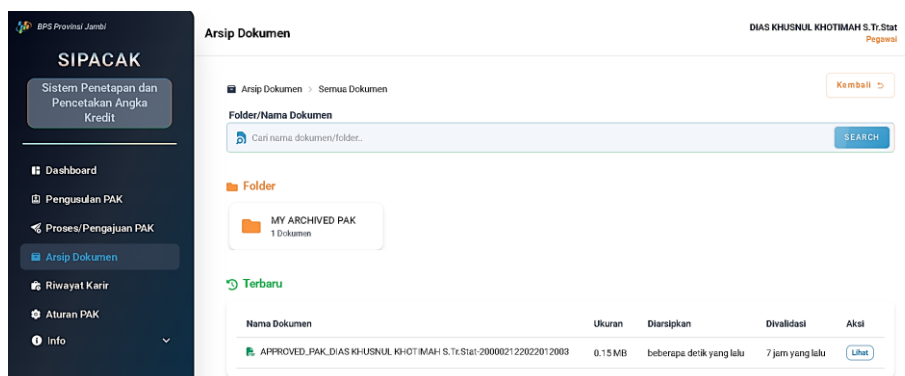 BPS Provinsi Jambi
SIPACAK
Sistem Penetapan dan
Pencetakan Angka
Kredit
Dashboard
Pengusulan PAK
Proses/Pengajuan PAK
Arsip Dokumen
Riwayat Karir
Aturan PAK
Info
Arsip Dokumen
DIAS KHUSNUL KHOTIMAH S.Tr.Stat
Pegawai
Arsip Dokumen > Semua Dokumen
Kembali
Folder/Nama Dokumen
Cari nama dokumen/folder..
SEARCH
Folder
MY ARCHIVED PAK
1 Dokumen
Terbaru
Nama Dokumen Ukuran Diarsipkan Divalidasi Aksi
APPROVED_PAK_DIAS KHUSNUL KHOTIMAH S.Tr.Stat-200002122022012003 0.15 MB beberapa detik yang lalu 7 jam yang lalu Lihat